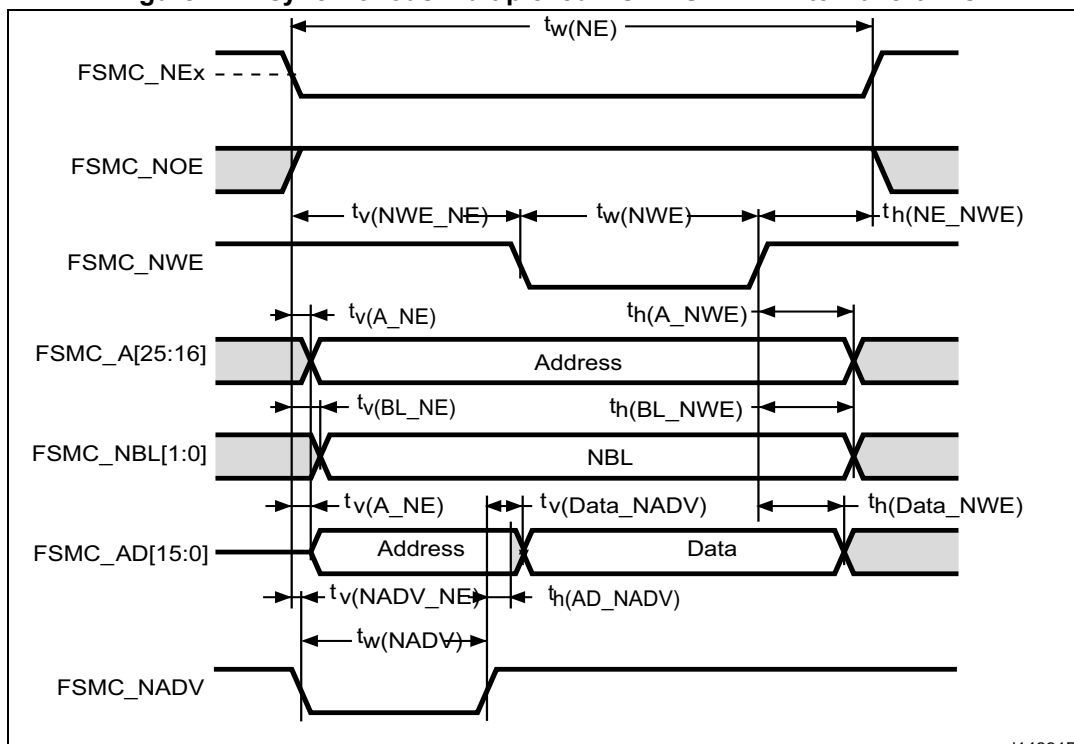 tw(NE)
FSMC_NEx
FSMC_NOE
tv(NWE_NE) tw(NWE) th(NE_NWE)
FSMC_NWE
tv(A_NE) th(A_NWE)
FSMC_A[25:16] Address
tv(BL_NE) th(BL_NWE)
FSMC_NBL[1:0] NBL
tv(A_NE) tv(Data_NADV) th(Data_NWE)
FSMC_AD[15:0] Address Data
tv(NADV_NE) th(AD_NADV)
tw(NADV)
FSMC_NADV